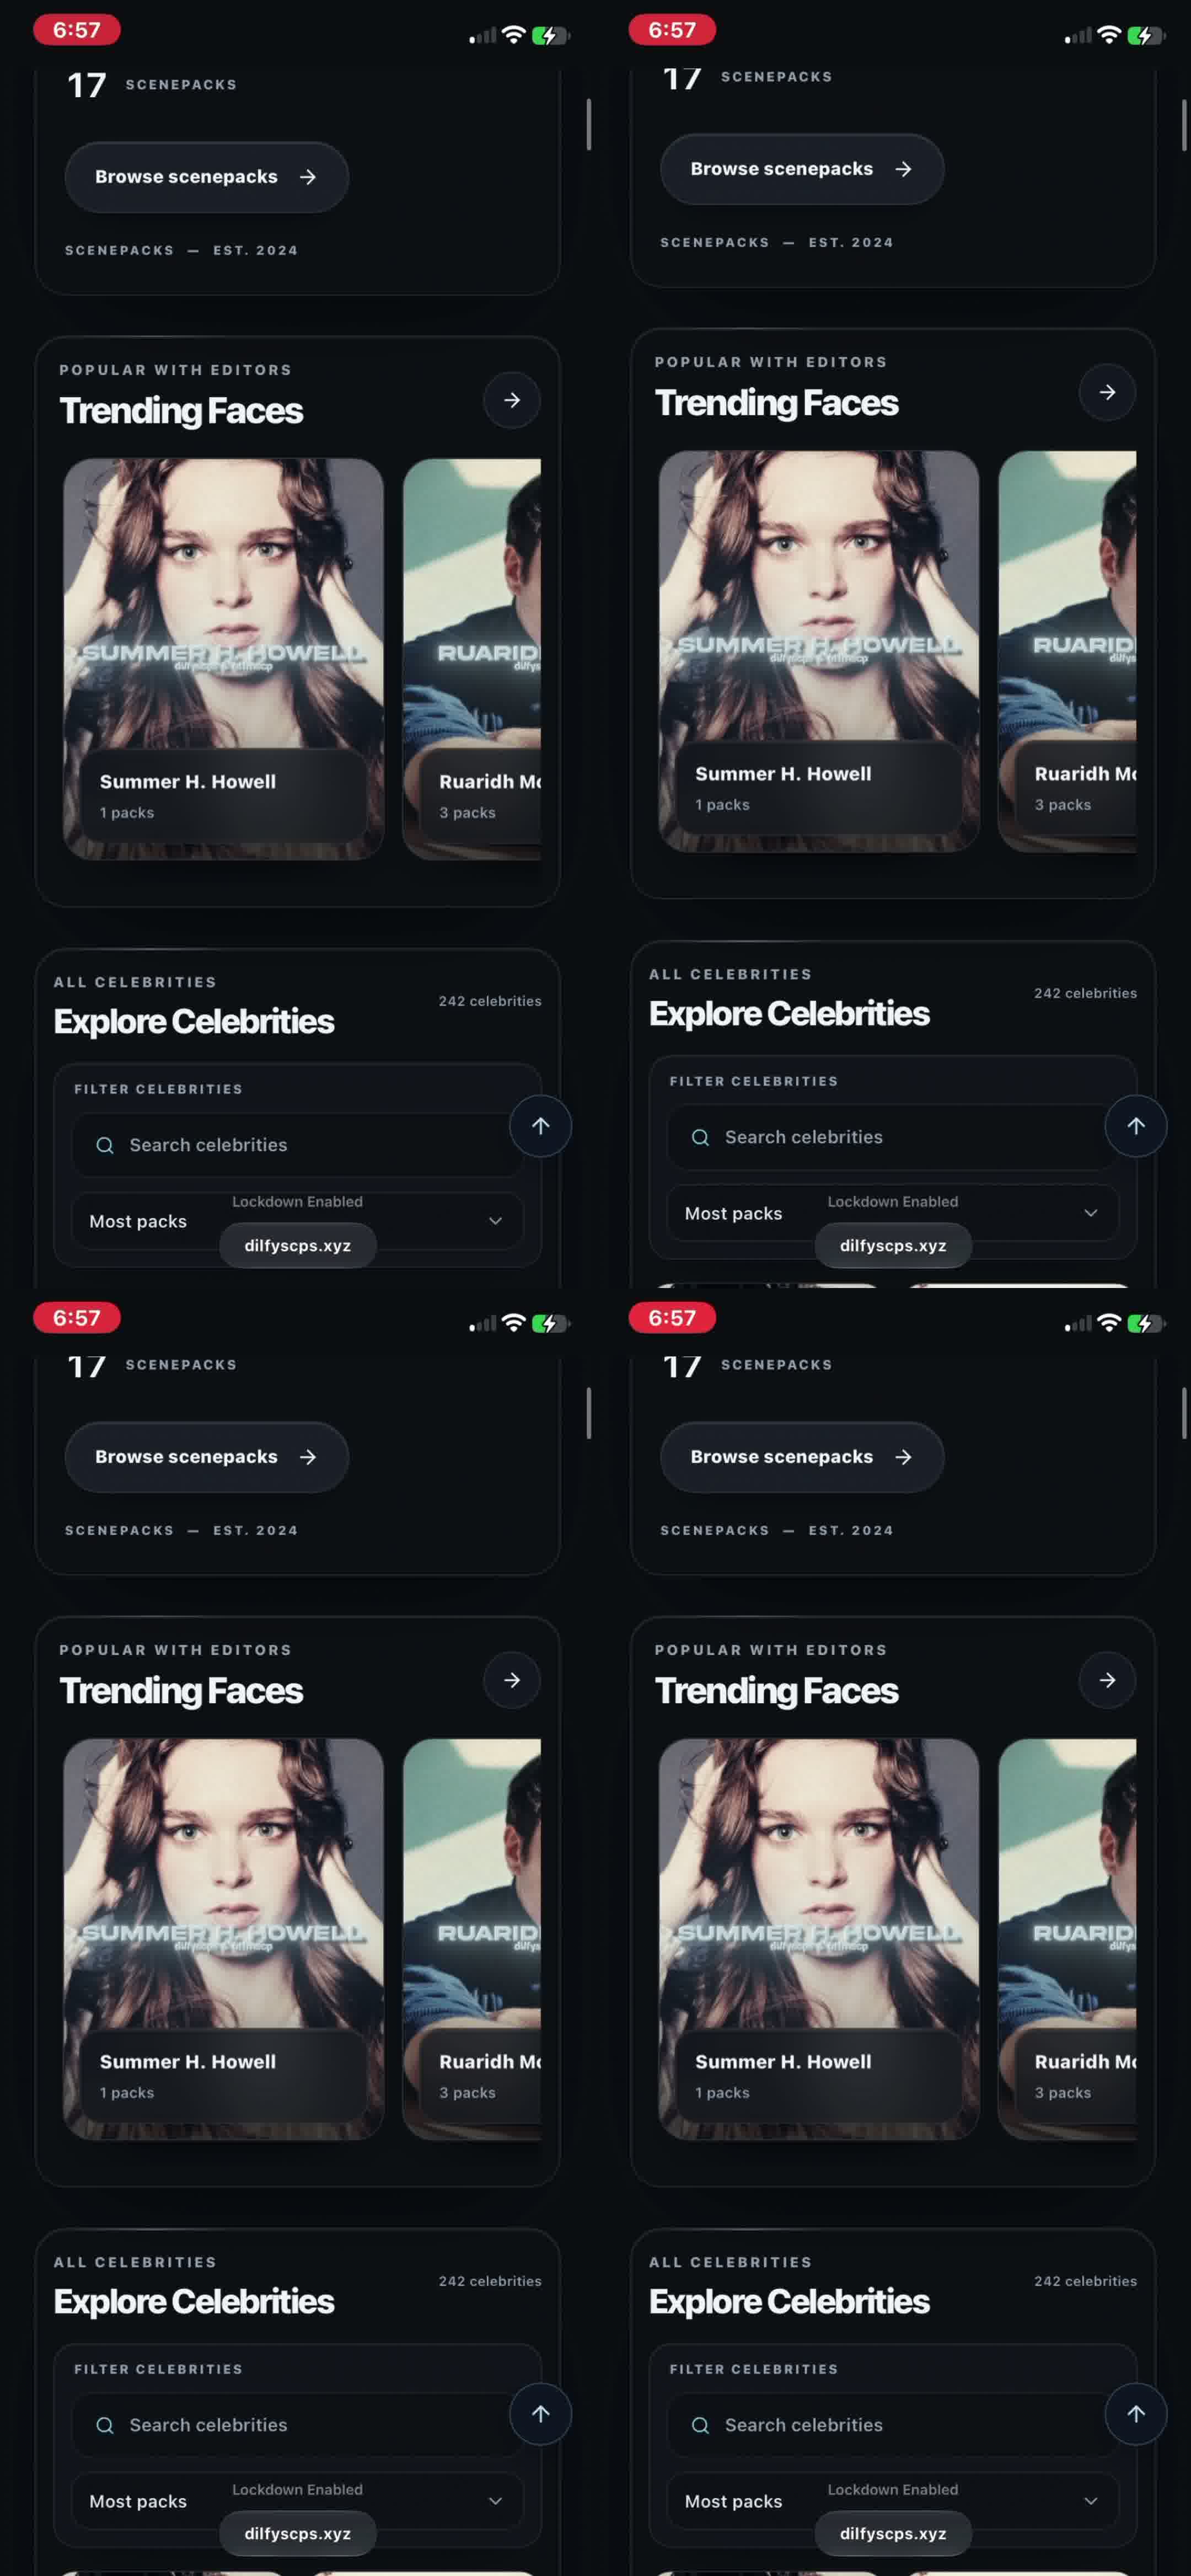 6:57
17 SCENEPACKS
Browse scenepacks →
SCENEPACKS — EST. 2024
POPULAR WITH EDITORS
Trending Faces
SUMMER H. HOWELL
RUARID
Summer H. Howell
1 packs
Ruaridh Mc
3 packs
ALL CELEBRITIES
242 celebrities
Explore Celebrities
FILTER CELEBRITIES
Search celebrities
Lockdown Enabled
Most packs
dilfyscps.xyz
6:57
17 SCENEPACKS
Browse scenepacks →
SCENEPACKS — EST. 2024
POPULAR WITH EDITORS
Trending Faces
SUMMER H. HOWELL
RUARID
Summer H. Howell
1 packs
Ruaridh Mc
3 packs
ALL CELEBRITIES
242 celebrities
Explore Celebrities
FILTER CELEBRITIES
Search celebrities
Lockdown Enabled
Most packs
dilfyscps.xyz
6:57
17 SCENEPACKS
Browse scenepacks →
SCENEPACKS — EST. 2024
POPULAR WITH EDITORS
Trending Faces
SUMMER H. HOWELL
RUARID
Summer H. Howell
1 packs
Ruaridh Mc
3 packs
ALL CELEBRITIES
242 celebrities
Explore Celebrities
FILTER CELEBRITIES
Search celebrities
Lockdown Enabled
Most packs
dilfyscps.xyz
6:57
17 SCENEPACKS
Browse scenepacks →
SCENEPACKS — EST. 2024
POPULAR WITH EDITORS
Trending Faces
SUMMER H. HOWELL
RUARID
Summer H. Howell
1 packs
Ruaridh Mc
3 packs
ALL CELEBRITIES
242 celebrities
Explore Celebrities
FILTER CELEBRITIES
Search celebrities
Lockdown Enabled
Most packs
dilfyscps.xyz